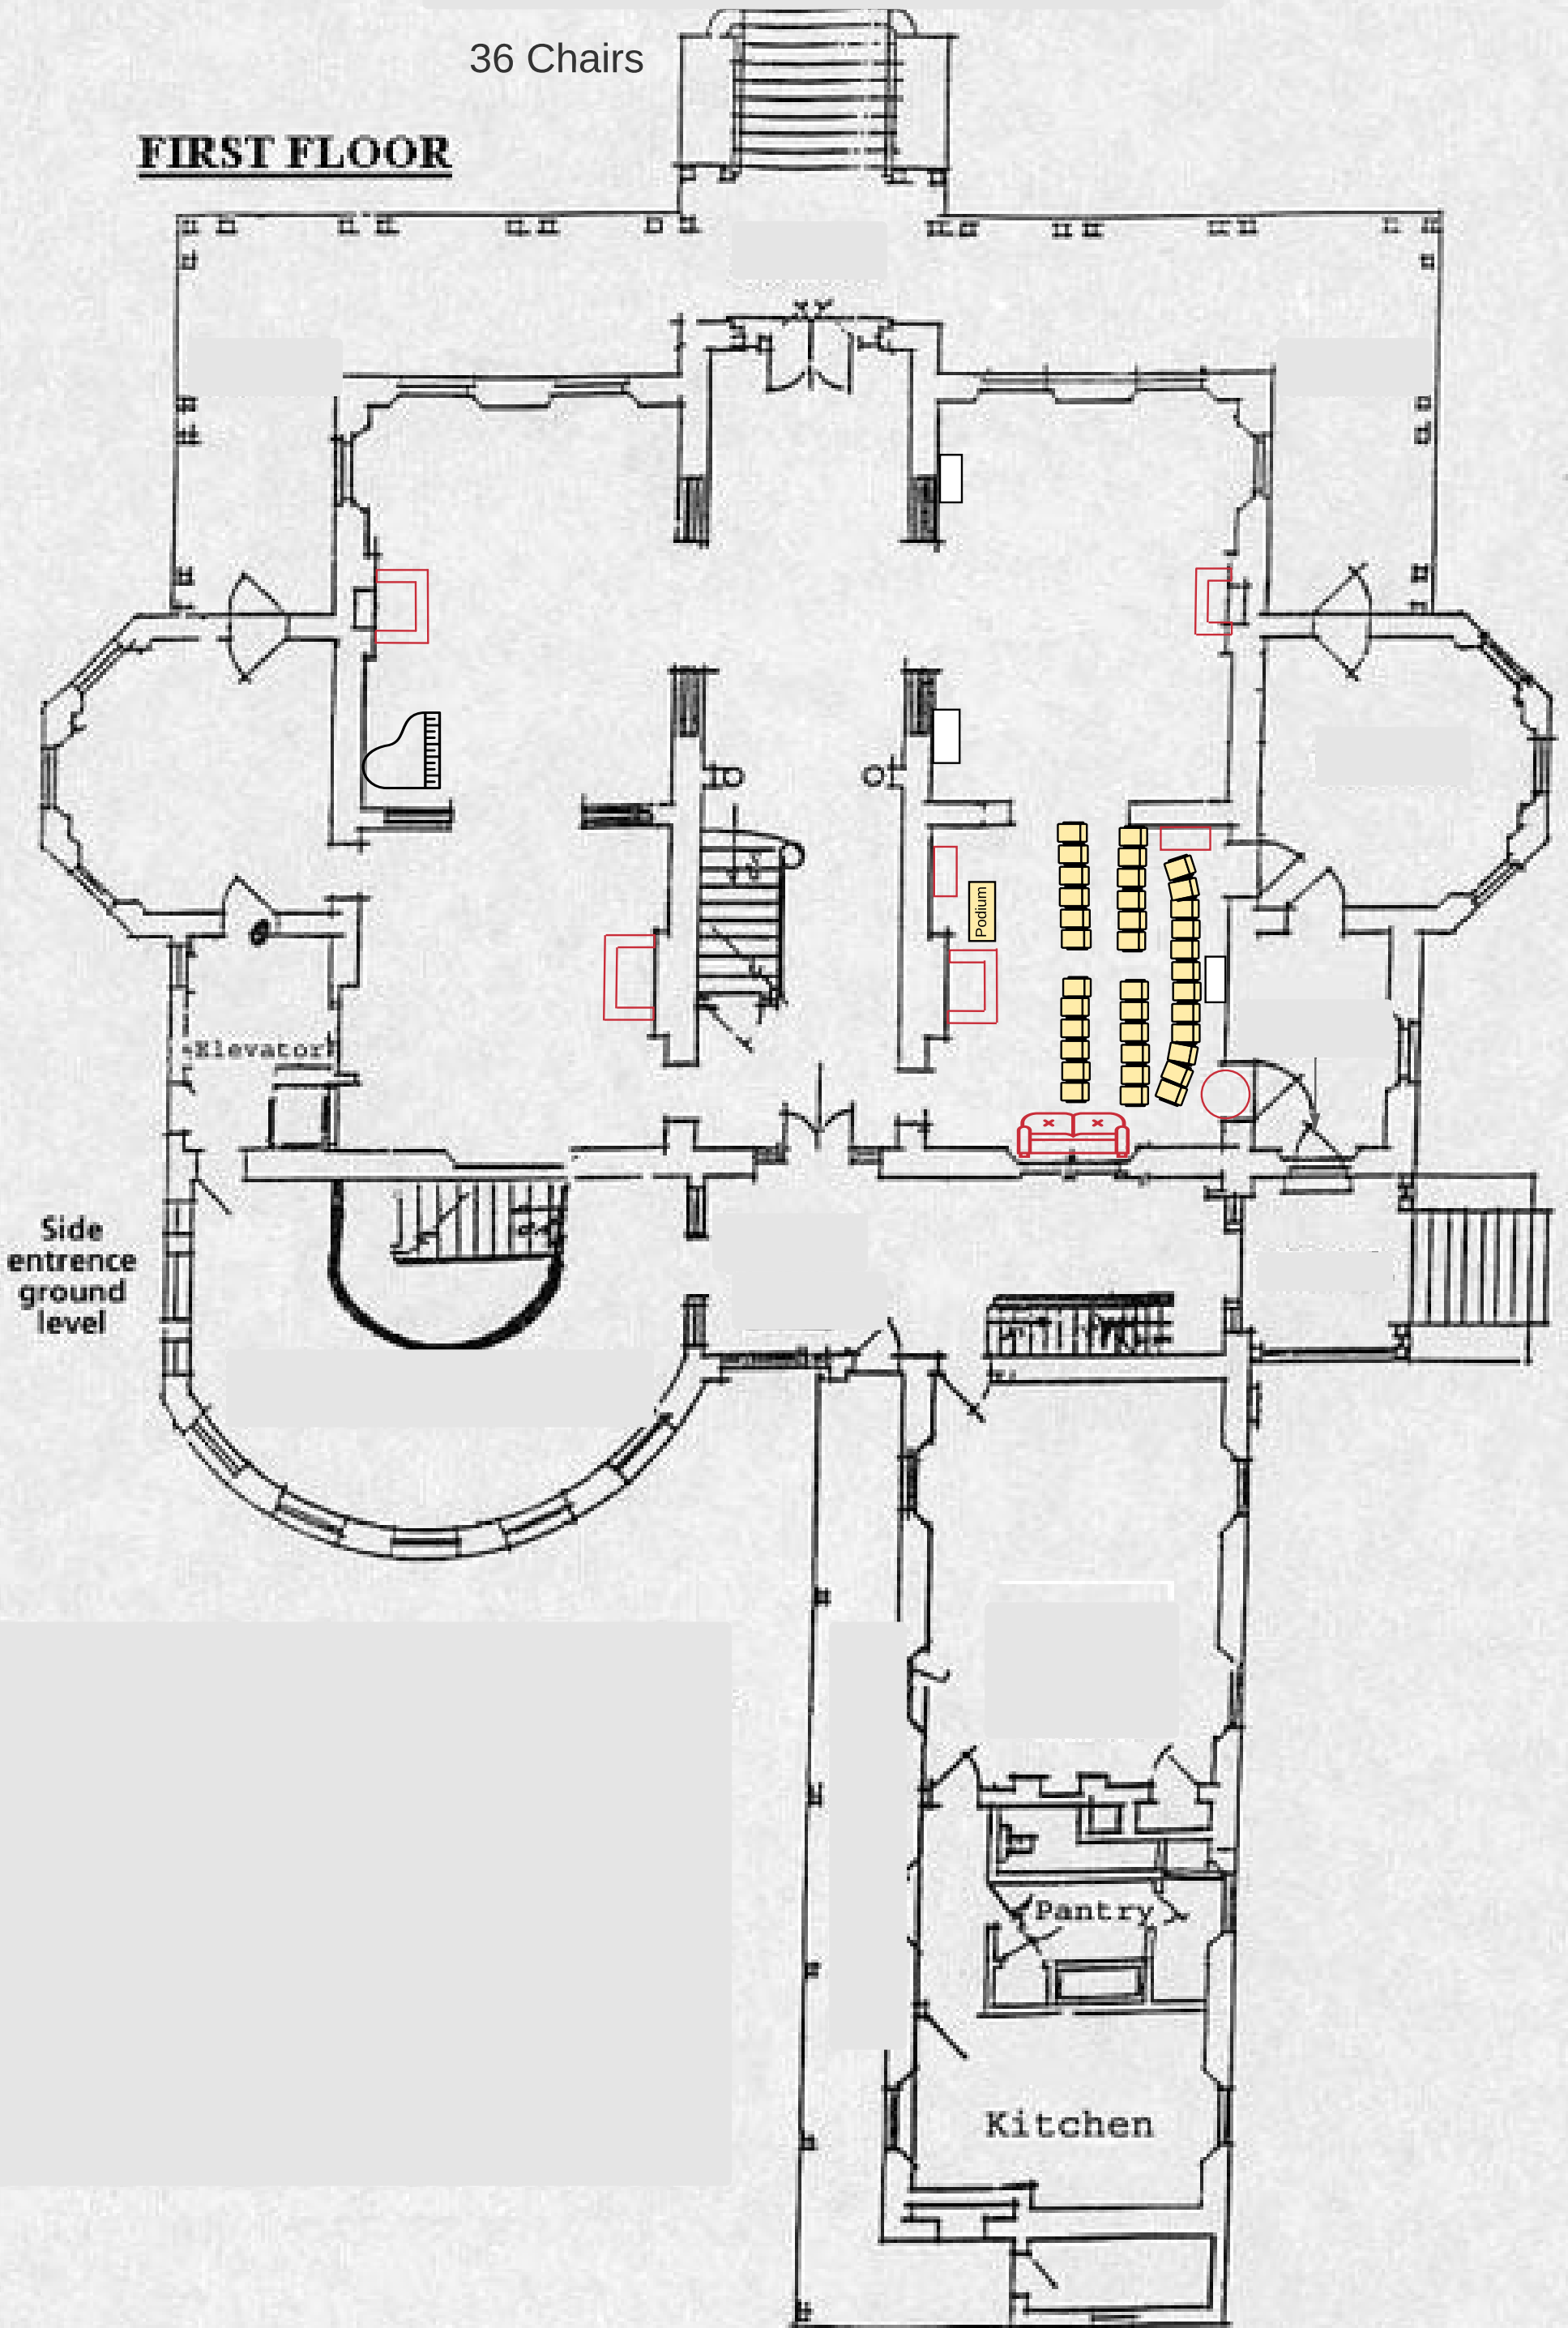 36 Chairs
FIRST FLOOR
Podium
Elevator
Side
entrence
ground
level
Pantry
Kitchen